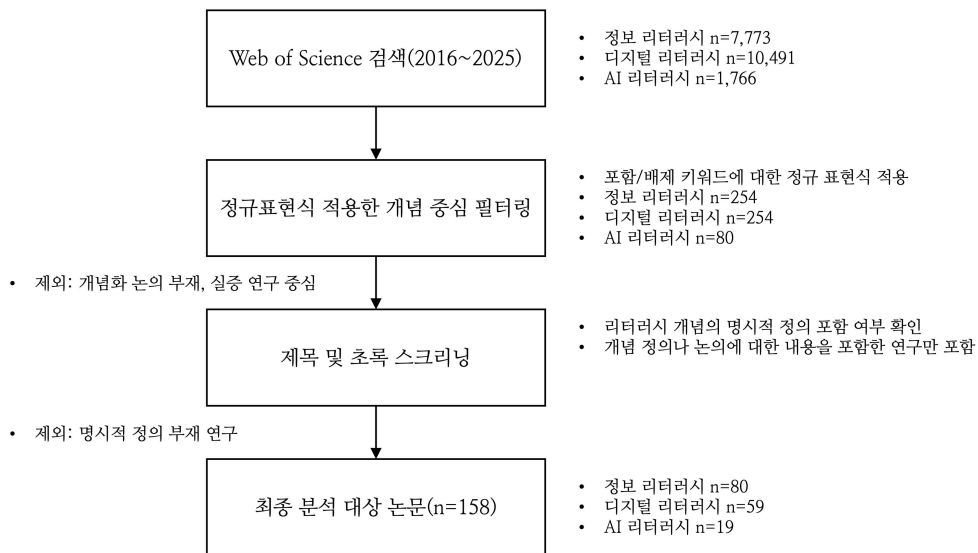 Web of Science 검색(2016~2025)
• 정보 리터러시 n=7,773
• 디지털 리터러시 n=10,491
• AI 리터러시 n=1,766
정규표현식 적용한 개념 중심 필터링
• 포함/배제 키워드에 대한 정규 표현식 적용
• 정보 리터러시 n=254
• 디지털 리터러시 n=254
• AI 리터러시 n=80
• 제외: 개념화 논의 부재, 실증 연구 중심
제목 및 초록 스크리닝
• 리터러시 개념의 명시적 정의 포함 여부 확인
• 개념 정의나 논의에 대한 내용을 포함한 연구만 포함
• 제외: 명시적 정의 부재 연구
최종 분석 대상 논문(n=158)
• 정보 리터러시 n=80
• 디지털 리터러시 n=59
• AI 리터러시 n=19